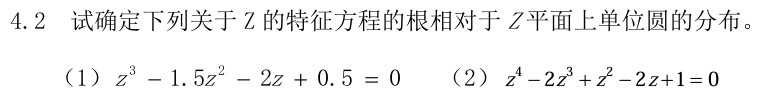 4.2 试确定下列关于 Z 的特征方程的根相对于 Z平面上单位圆的分布。
（1）z³ - 1.5z² - 2z + 0.5 = 0 （2）z⁴-2z³+z²-2z+1=0